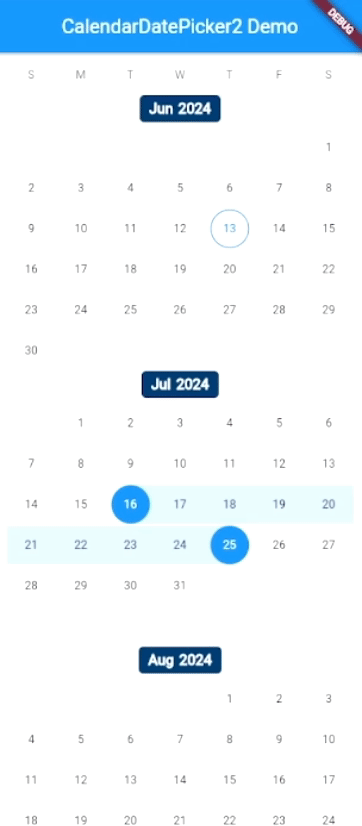 CalendarDatePicker2 Demo
DEBUG
S M T W T F S
Jun 2024
1
2 3 4 5 6 7 8
9 10 11 12 13 14 15
16 17 18 19 20 21 22
23 24 25 26 27 28 29
30
Jul 2024
1 2 3 4 5 6
7 8 9 10 11 12 13
14 15 16 17 18 19 20
21 22 23 24 25 26 27
28 29 30 31
Aug 2024
1 2 3
4 5 6 7 8 9 10
11 12 13 14 15 16 17
18 19 20 21 22 23 24